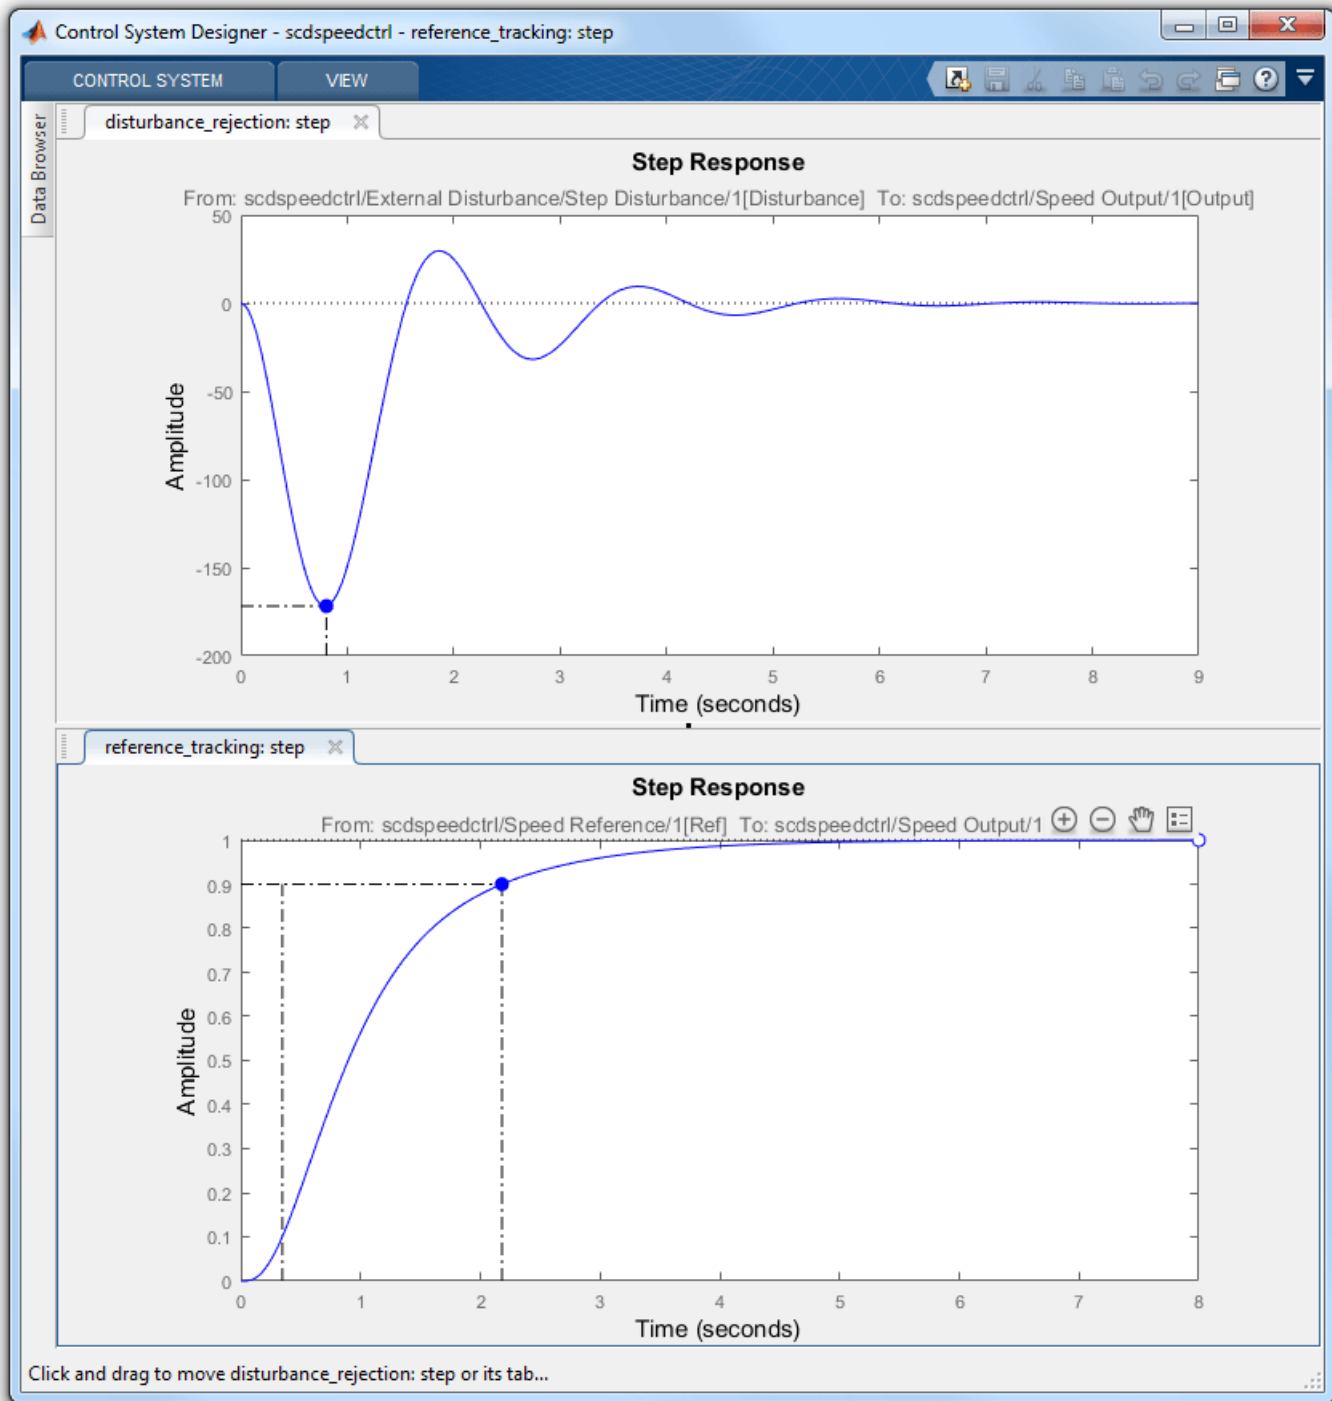 Control System Designer - scdspeedctrl - reference_tracking: step
CONTROL SYSTEM
VIEW
Data Browser
disturbance_rejection: step
Step Response
From: scdspeedctrl/External Disturbance/Step Disturbance/1[Disturbance]  To: scdspeedctrl/Speed Output/1[Output]
50
0
-50
-100
-150
-200
Amplitude
0 1 2 3 4 5 6 7 8 9
Time (seconds)
reference_tracking: step
Step Response
From: scdspeedctrl/Speed Reference/1[Ref]  To: scdspeedctrl/Speed Output/1
1
0.9
0.8
0.7
0.6
0.5
0.4
0.3
0.2
0.1
0
Amplitude
0 1 2 3 4 5 6 7 8
Time (seconds)
Click and drag to move disturbance_rejection: step or its tab...